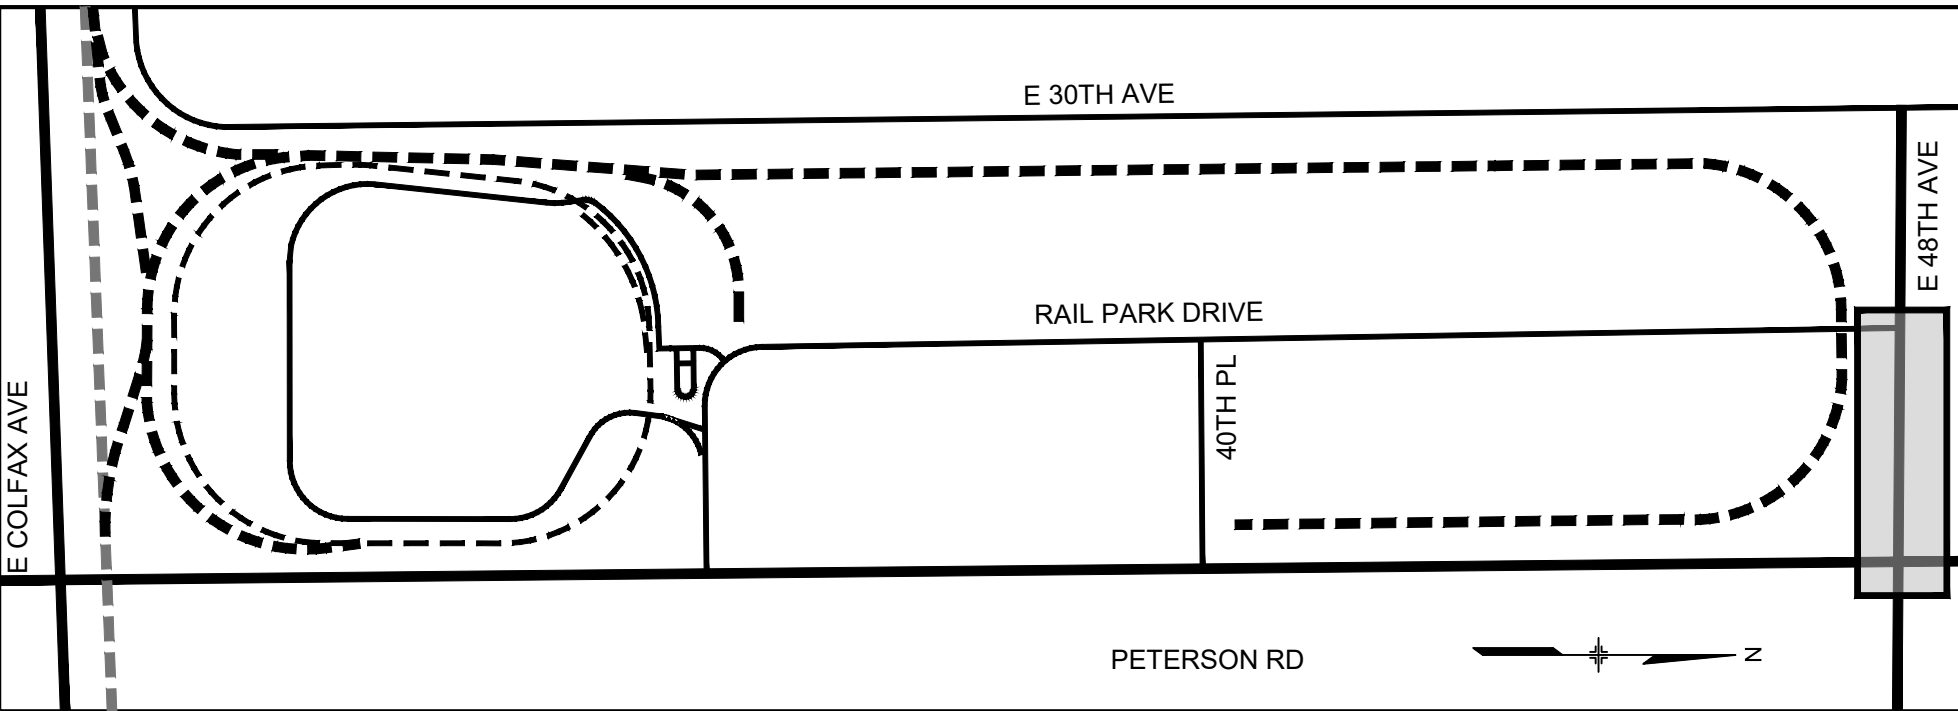 E 30TH AVE
E 48TH AVE
RAIL PARK DRIVE
40TH PL
E COLFAX AVE
PETERSON RD
N